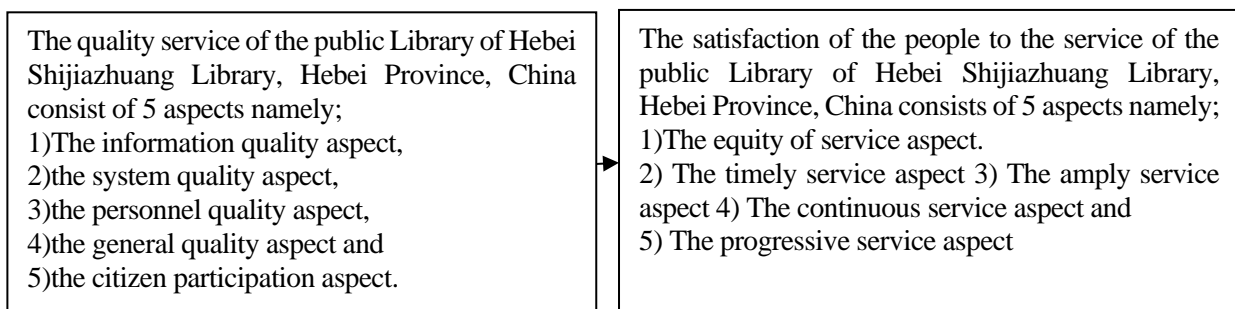 The quality service of the public Library of Hebei
Shijiazhuang Library, Hebei Province, China
consist of 5 aspects namely;
1)The information quality aspect,
2)the system quality aspect,
3)the personnel quality aspect,
4)the general quality aspect and
5)the citizen participation aspect.
The satisfaction of the people to the service of the
public Library of Hebei Shijiazhuang Library,
Hebei Province, China consists of 5 aspects namely;
1)The equity of service aspect.
2) The timely service aspect 3) The amply service
aspect 4) The continuous service aspect and
5) The progressive service aspect